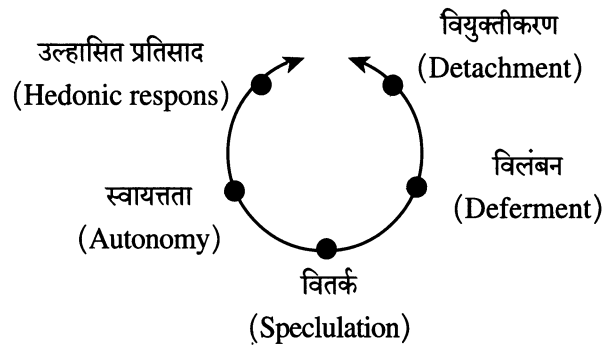 उल्हासित प्रतिसाद
(Hedonic respons)
वियुक्तीकरण
(Detachment)
स्वायत्तता
(Autonomy)
विलंबन
(Deferment)
वितर्क
(Speclulation)